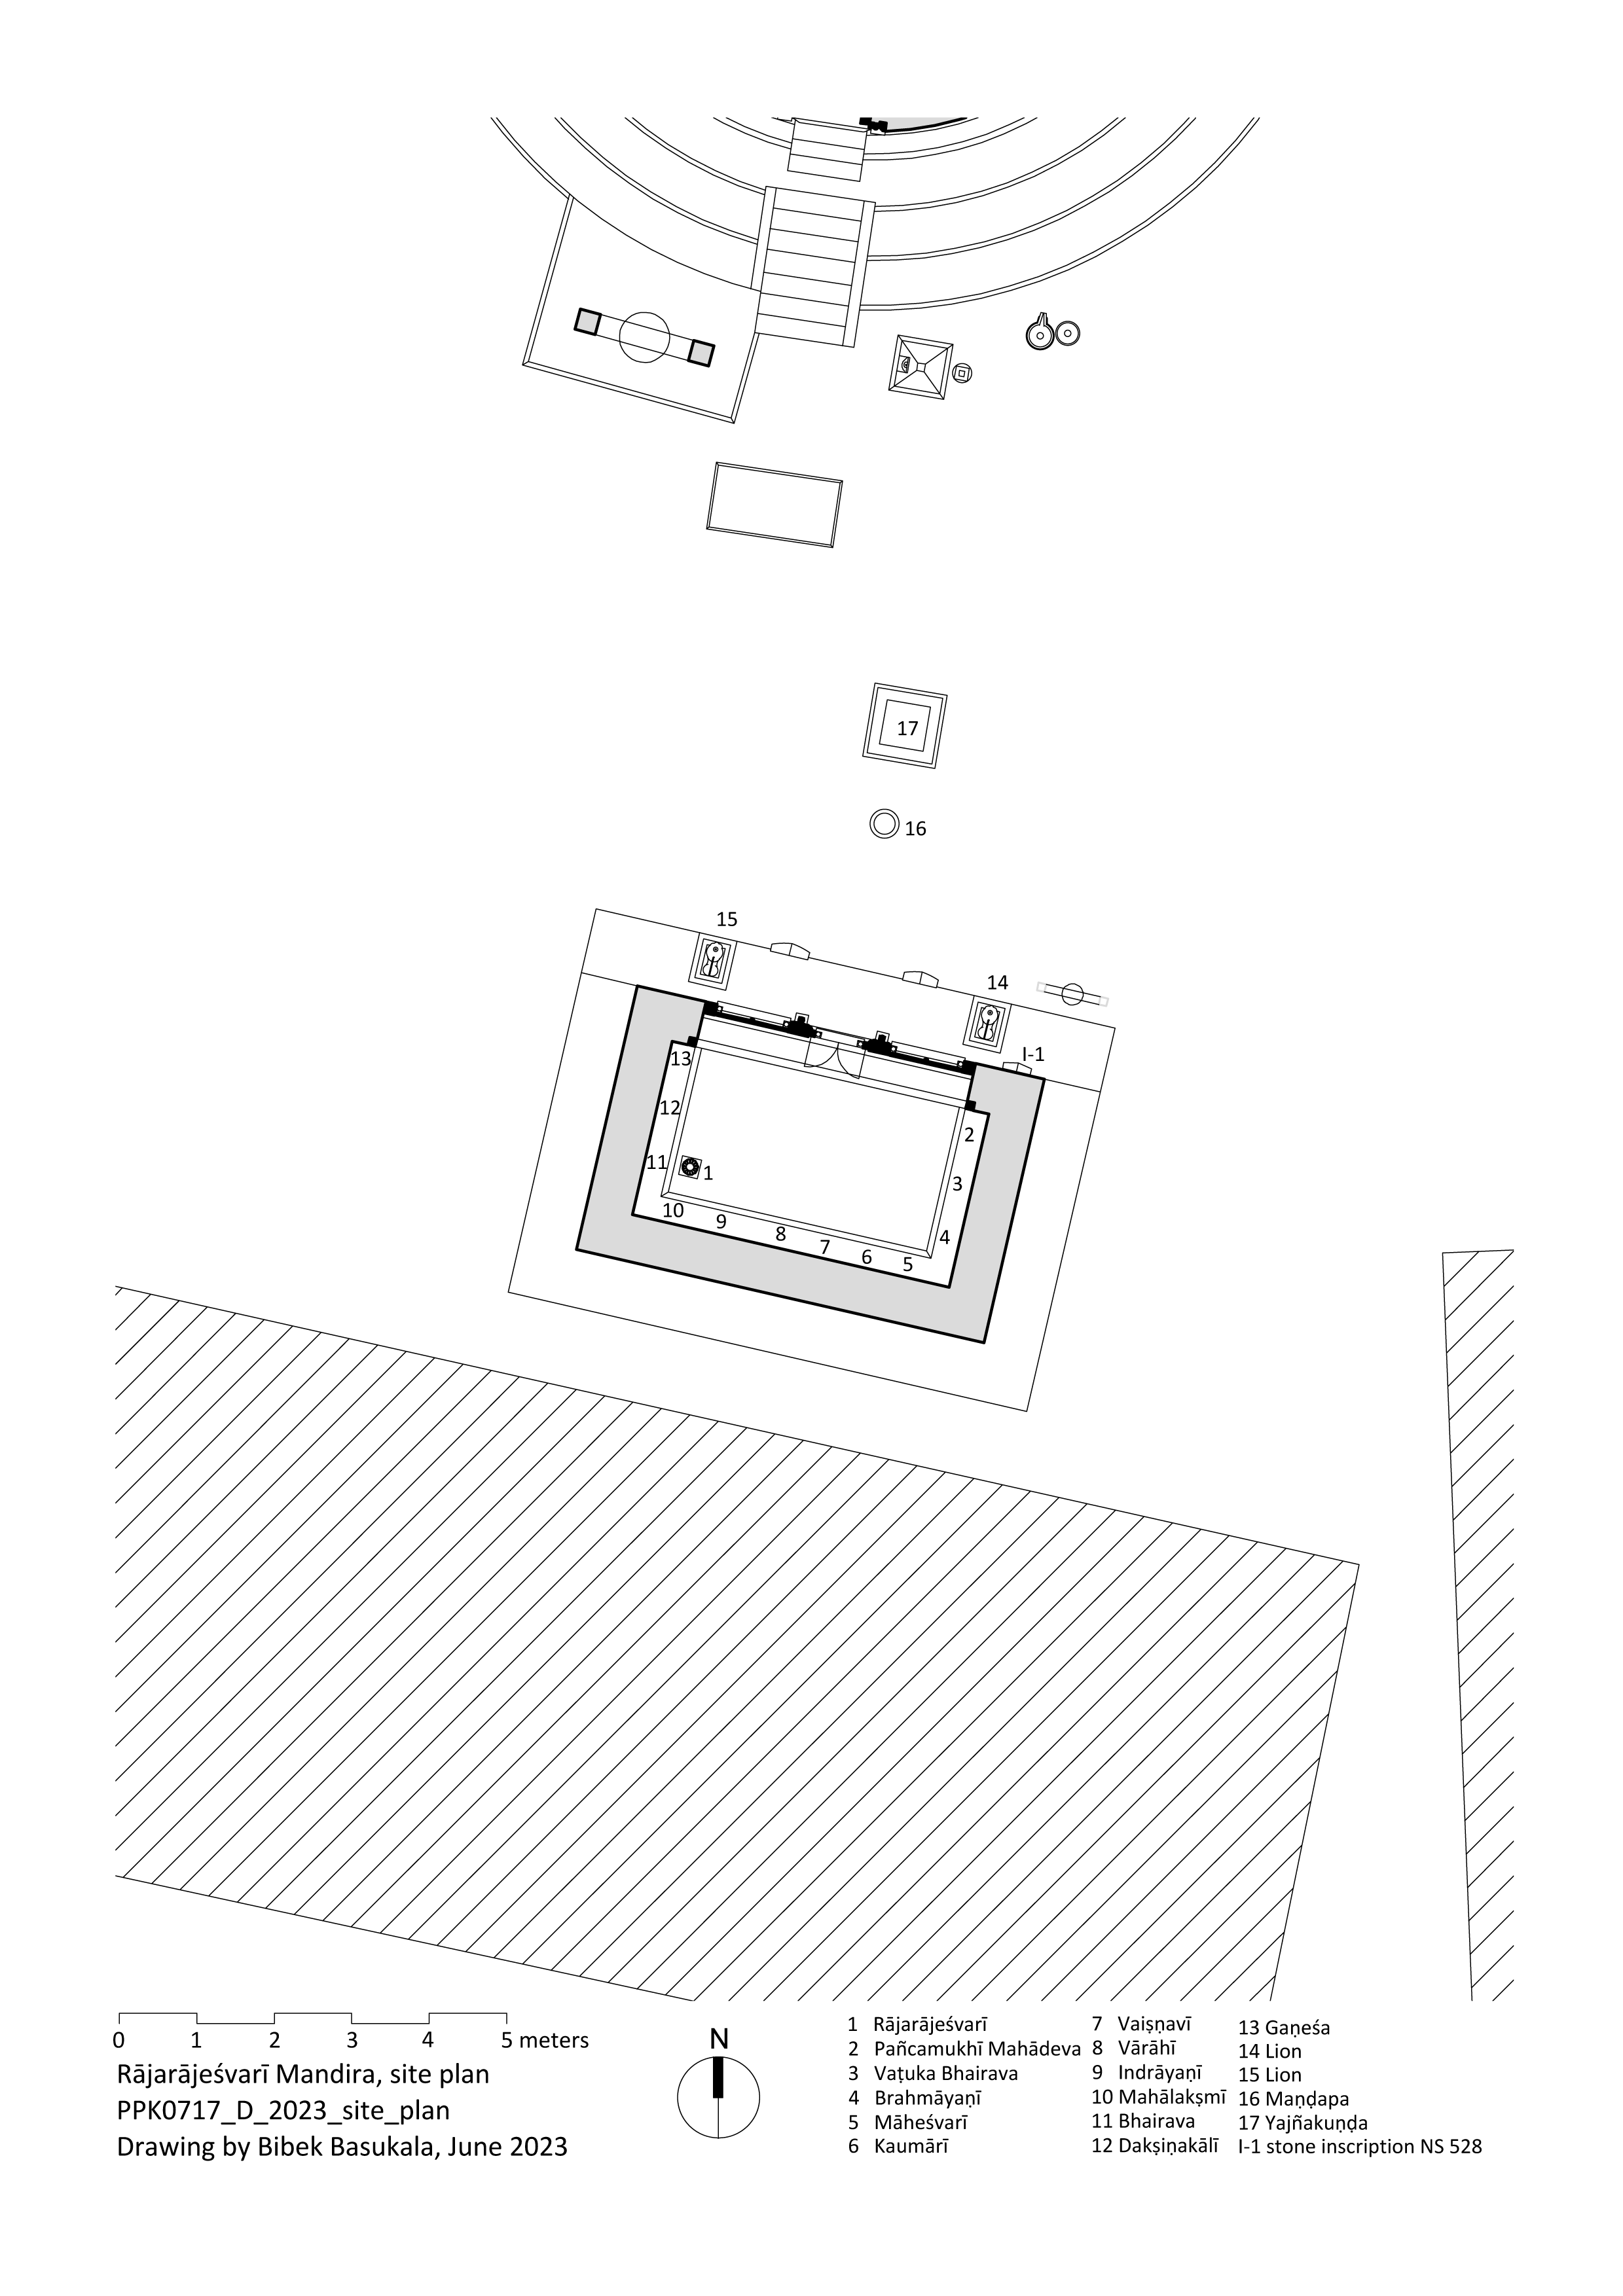 17
16
15
14
I-1
13
12
2
11
1
3
10
9
8
4
7
6
5
0 1 2 3 4 5 meters
N
Rājarājeśvarī Mandira, site plan
PPK0717_D_2023_site_plan
Drawing by Bibek Basukala, June 2023
1 Rājarājeśvarī
2 Pañcamukhī Mahādeva
3 Vaṭuka Bhairava
4 Brahmāyaṇī
5 Māheśvarī
6 Kaumārī
7 Vaiṣṇavī
8 Vārāhī
9 Indrāyaṇī
10 Mahālakṣmī
11 Bhairava
12 Dakṣiṇakālī
13 Gaṇeśa
14 Lion
15 Lion
16 Maṇḍapa
17 Yajñakuṇḍa
I-1 stone inscription NS 528